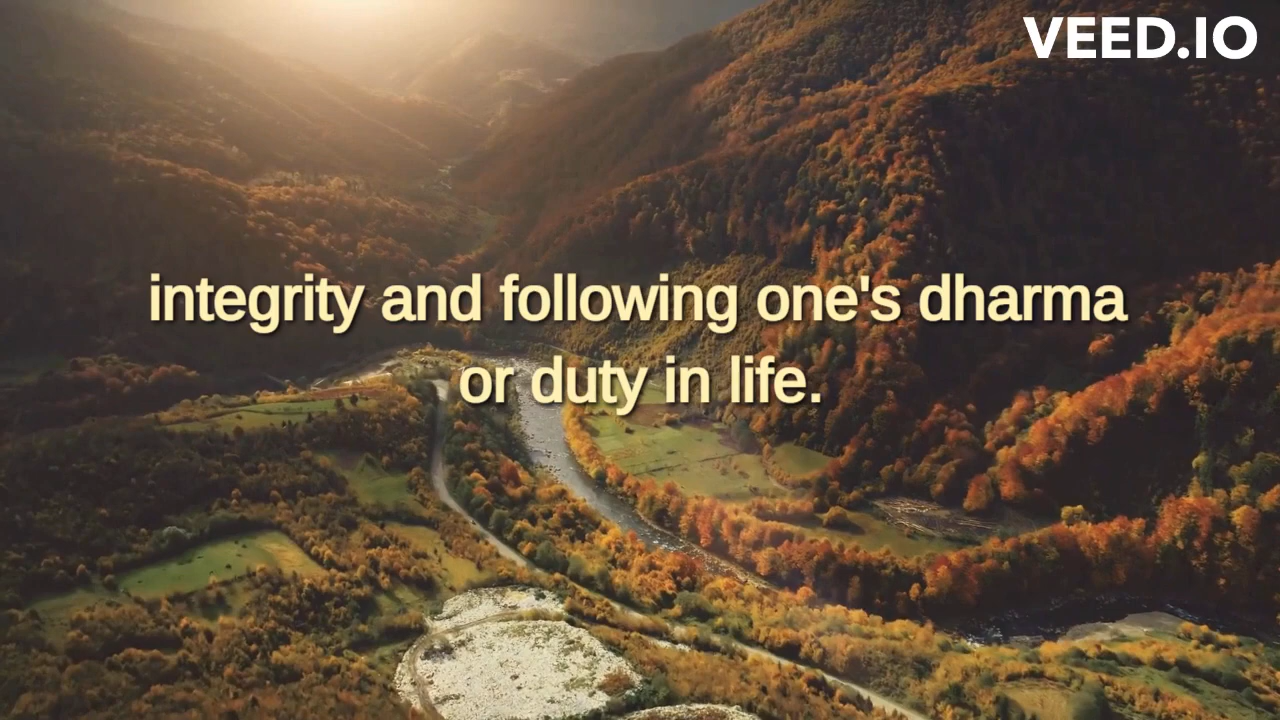 VEED.IO
integrity and following one's dharma
or duty in life.